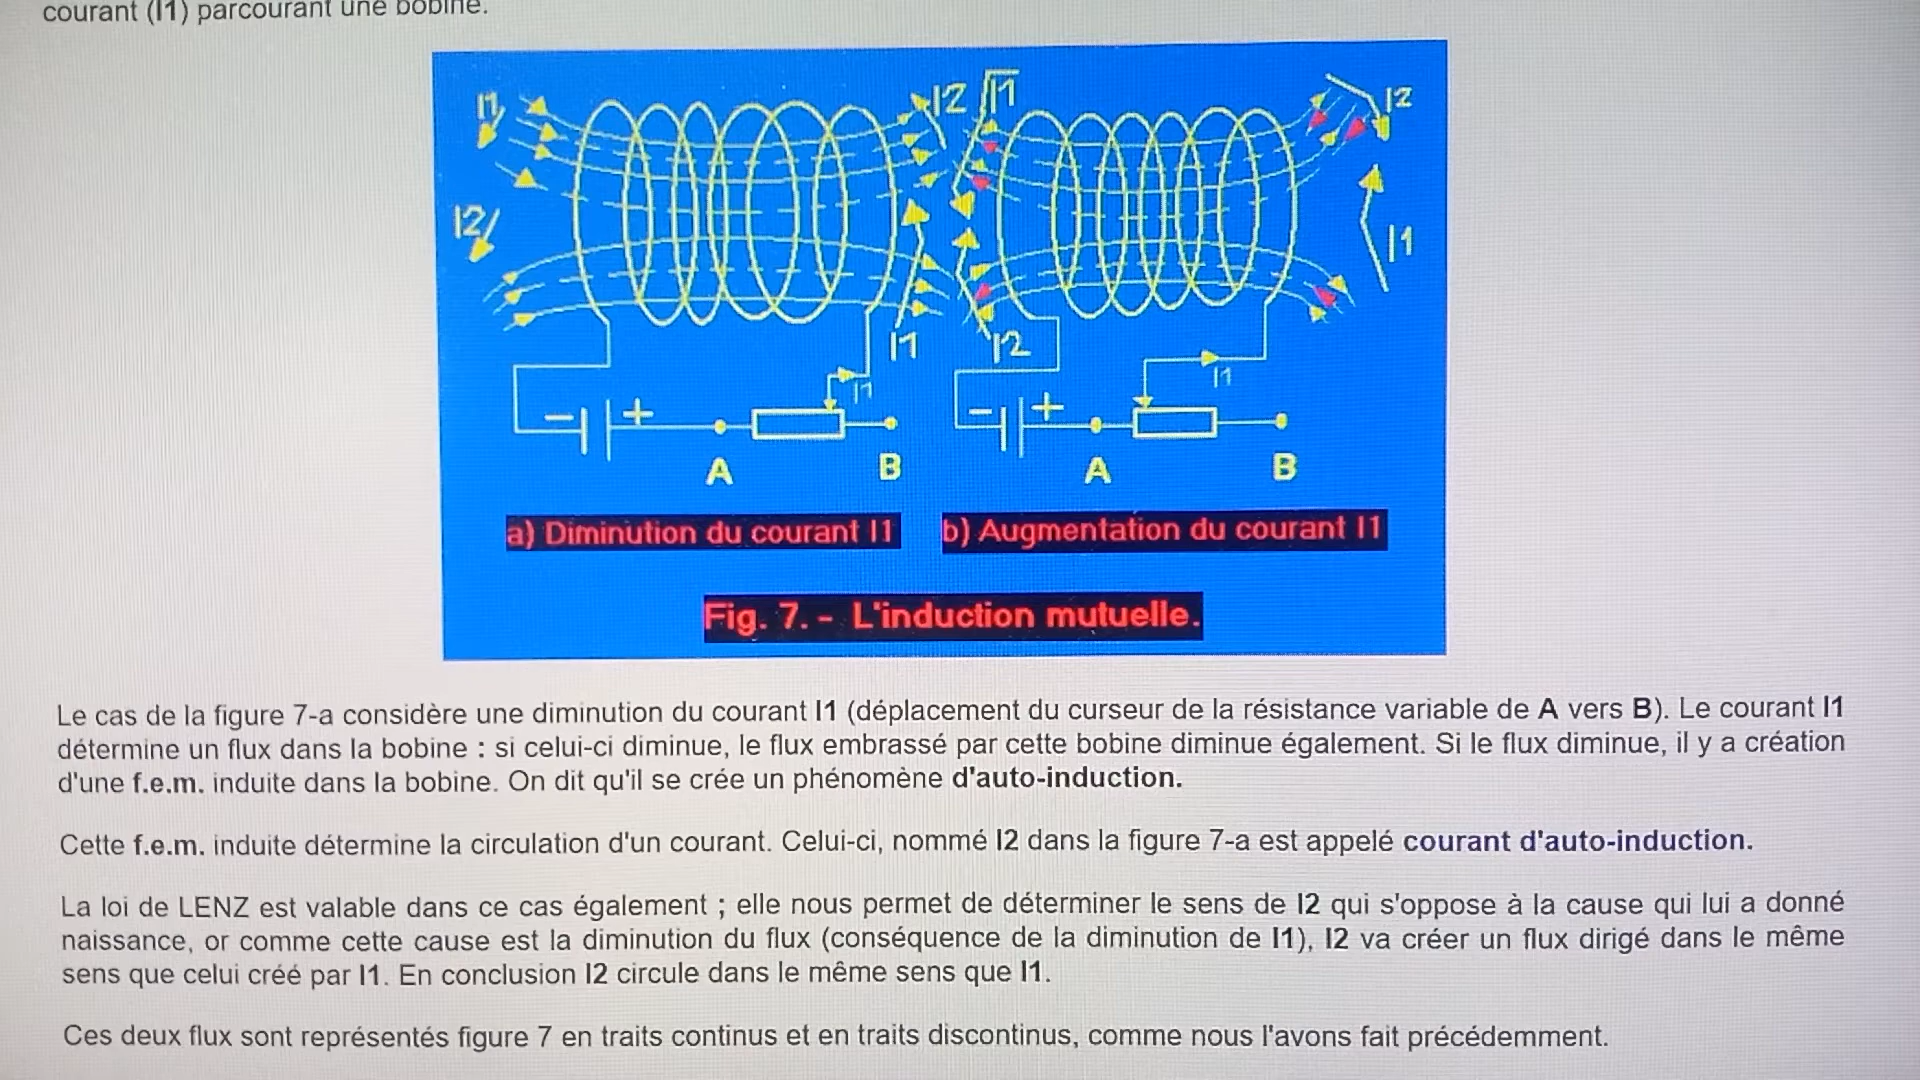 courant (I1) parcourant une bobine.
I1
I2
I1
I2
I2
I1
I1
I2
I1
I1
- +
- +
A
B
A
B
a) Diminution du courant I1
b) Augmentation du courant I1
Fig. 7. - L'induction mutuelle.
Le cas de la figure 7-a considère une diminution du courant I1 (déplacement du curseur de la résistance variable de A vers B). Le courant I1
détermine un flux dans la bobine : si celui-ci diminue, le flux embrassé par cette bobine diminue également. Si le flux diminue, il y a création
d'une f.e.m. induite dans la bobine. On dit qu'il se crée un phénomène d'auto-induction.
Cette f.e.m. induite détermine la circulation d'un courant. Celui-ci, nommé I2 dans la figure 7-a est appelé courant d'auto-induction.
La loi de LENZ est valable dans ce cas également ; elle nous permet de déterminer le sens de I2 qui s'oppose à la cause qui lui a donné
naissance, or comme cette cause est la diminution du flux (conséquence de la diminution de I1), I2 va créer un flux dirigé dans le même
sens que celui créé par I1. En conclusion I2 circule dans le même sens que I1.
Ces deux flux sont représentés figure 7 en traits continus et en traits discontinus, comme nous l'avons fait précédemment.